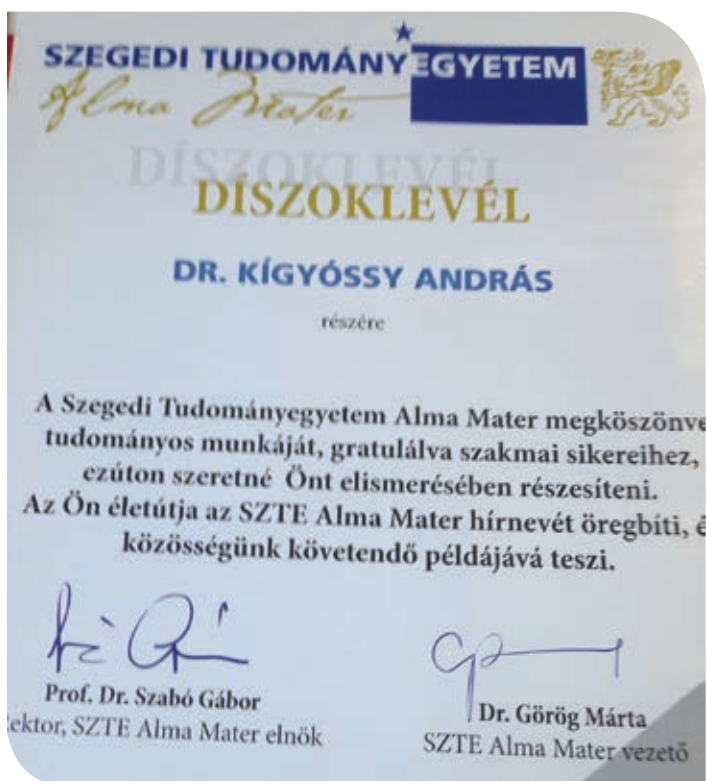 SZEGEDI TUDOMÁNYEGYETEM
Alma Mater
DÍSZOKLEVÉL
DÍSZOKLEVÉL
DR. KÍGYÓSSY ANDRÁS
részére
A Szegedi Tudományegyetem Alma Mater megköszönve
tudományos munkáját, gratulálva szakmai sikereihez,
ezúton szeretné Önt elismerésében részesíteni.
Az Ön életútja az SZTE Alma Mater hírnevét öregbíti, é
közösségünk követendő példájává teszi.
Prof. Dr. Szabó Gábor
ektor, SZTE Alma Mater elnök
Dr. Görög Márta
SZTE Alma Mater vezető